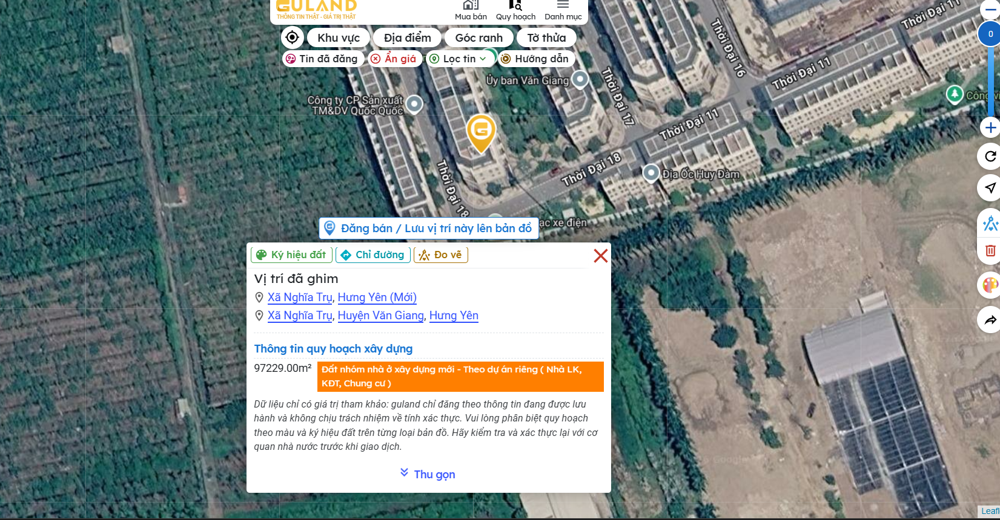 GULAND
THÔNG TIN THẬT - GIÁ TRỊ THẬT
Mua bán
Quy hoạch
Danh mục
Khu vực
Địa điểm
Góc ranh
Tờ thửa
Tin đã đăng
Ẩn giá
Lọc tin
Hướng dẫn
0
Thời Đại 11
Thời Đại 16
Thời Đại 11
Ủy ban Văn Giang
Thời Đại 17
Công ty CP Sản xuất
TM&DV Quốc Quốc
Thời Đại 11
Thời Đại 18
Địa Ốc Huy Đàm
Thời Đại 18
xe điện
Đăng bán / Lưu vị trí này lên bản đồ
Ký hiệu đất
Chỉ đường
Đo vẽ
Vị trí đã ghim
Xã Nghĩa Trụ, Hưng Yên (Mới)
Xã Nghĩa Trụ, Huyện Văn Giang, Hưng Yên
Thông tin quy hoạch xây dựng
97229.00m²
Đất nhóm nhà ở xây dựng mới - Theo dự án riêng ( Nhà LK,
KĐT, Chung cư )
Dữ liệu chỉ có giá trị tham khảo: guland chỉ đăng theo thông tin đang được lưu
hành và không chịu trách nhiệm về tính xác thực. Vui lòng phân biệt quy hoạch
theo màu và ký hiệu đất trên từng loại bản đồ. Hãy kiểm tra và xác thực lại với cơ
quan nhà nước trước khi giao dịch.
Thu gọn
Google